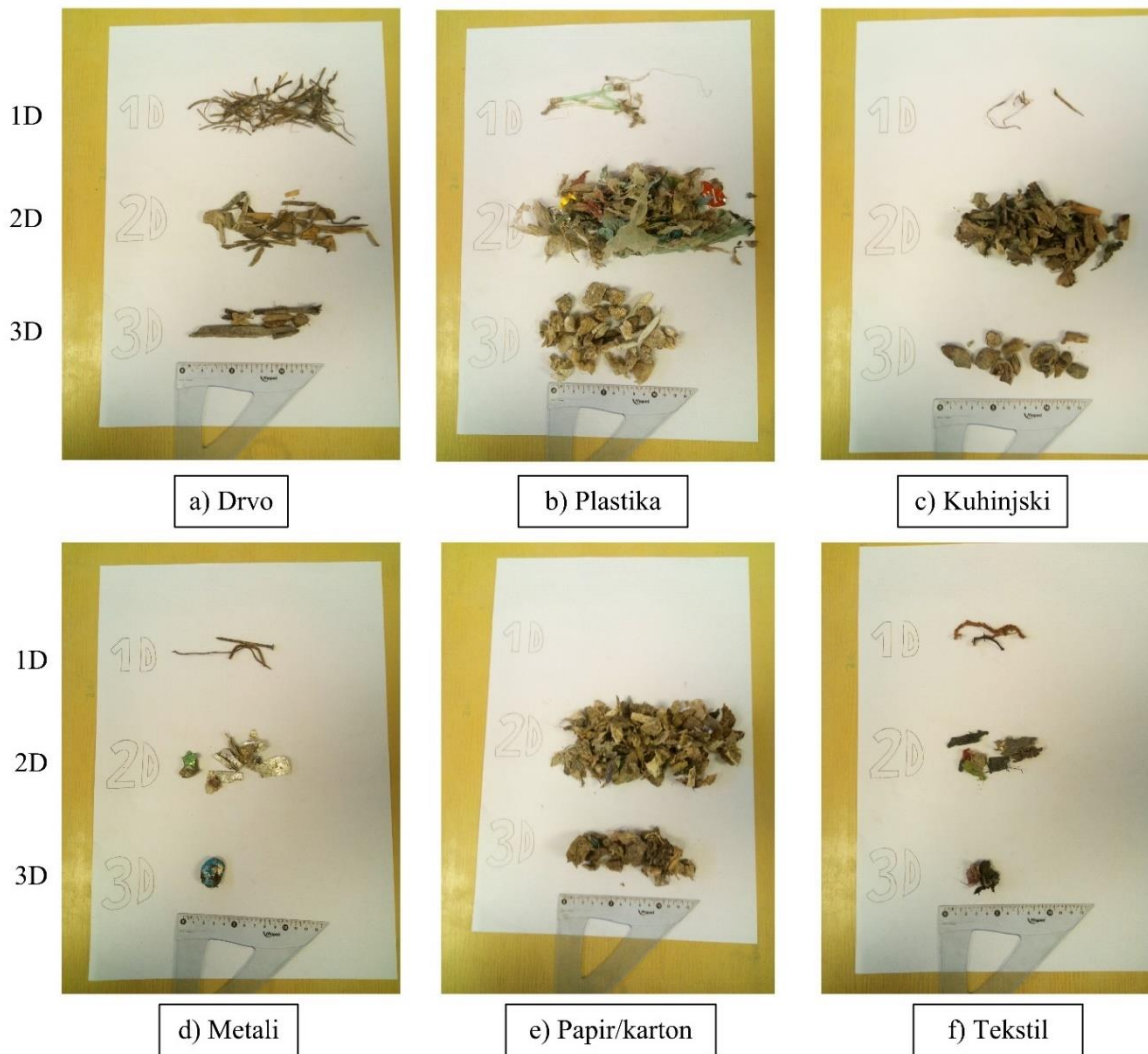 1D
2D
3D
1D
2D
3D
1D
2D
3D
1D
2D
3D
a) Drvo
b) Plastika
c) Kuhinjski
1D
2D
3D
1D
2D
3D
1D
2D
3D
1D
2D
3D
d) Metali
e) Papir/karton
f) Tekstil